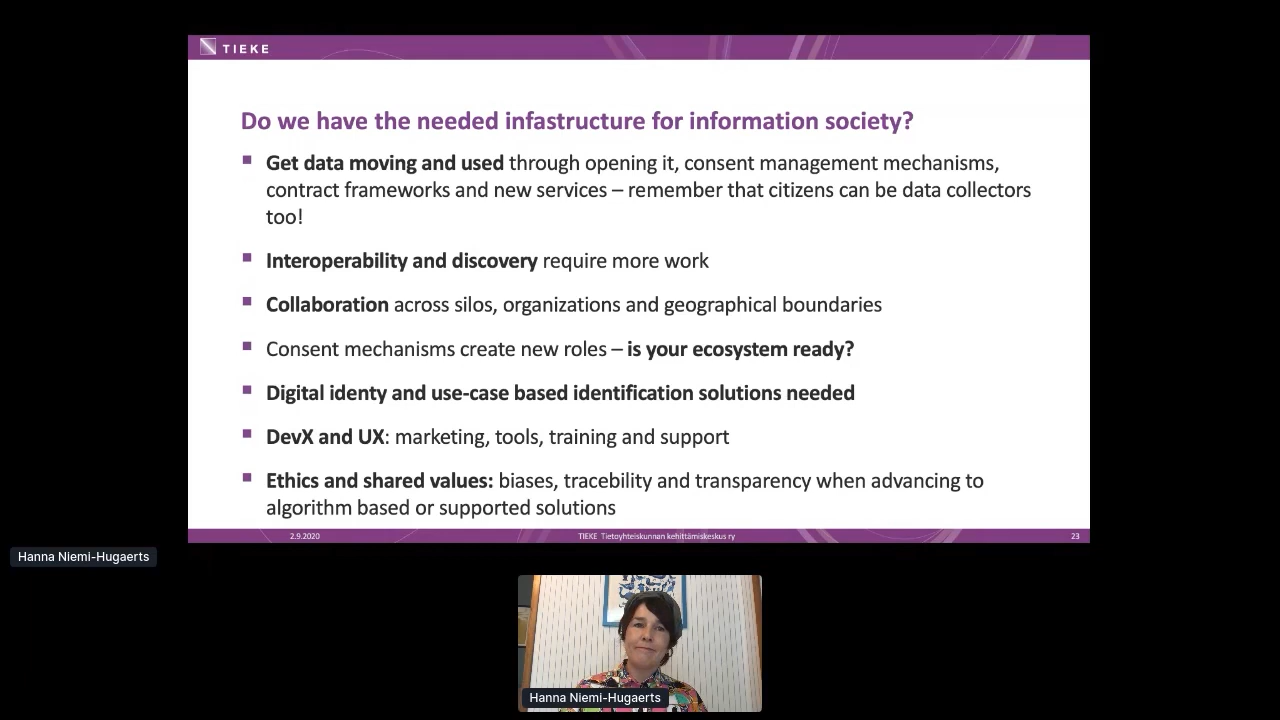 TIEKE
Do we have the needed infastructure for information society?
Get data moving and used through opening it, consent management mechanisms,
contract frameworks and new services – remember that citizens can be data collectors
too!
Interoperability and discovery require more work
Collaboration across silos, organizations and geographical boundaries
Consent mechanisms create new roles – is your ecosystem ready?
Digital identy and use-case based identification solutions needed
DevX and UX: marketing, tools, training and support
Ethics and shared values: biases, tracebility and transparency when advancing to
algorithm based or supported solutions
2.9.2020
TIEKE Tietoyhteiskunnan kehittämiskeskus ry
23
Hanna Niemi-Hugaerts
Hanna Niemi-Hugaerts